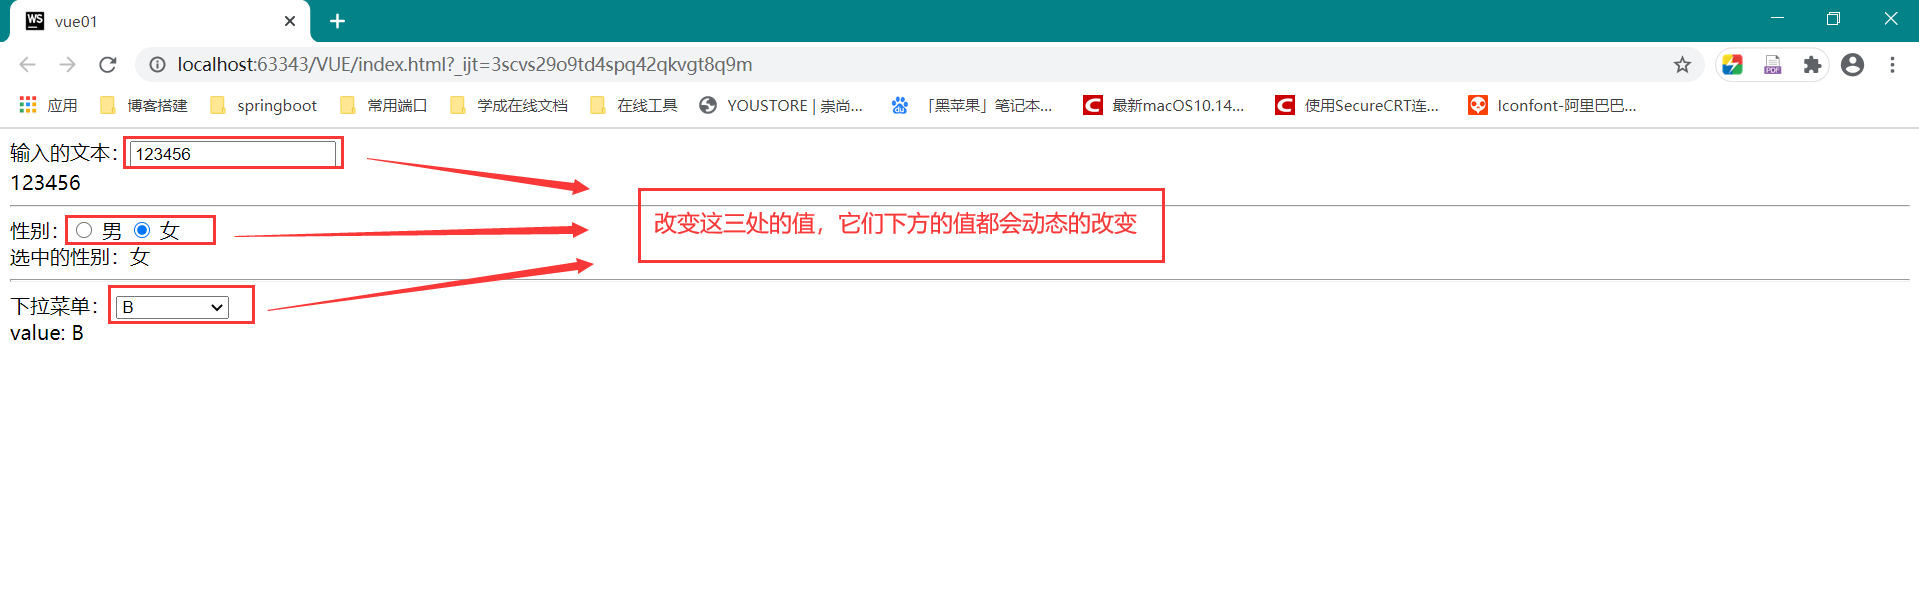 vue01
localhost:63343/VUE/index.html?_ijt=3scvs29o9td4spq42qkvgt8q9m
应用 博客搭建 springboot 常用端口 学成在线文档 在线工具 YOUSTORE | 崇尚... 「黑苹果」笔记本... 最新macOS10.14... 使用SecureCRT连... Iconfont-阿里巴巴...
输入的文本： 123456
123456
性别： 男 女
选中的性别：女
改变这三处的值，它们下方的值都会动态的改变
下拉菜单： B
value: B